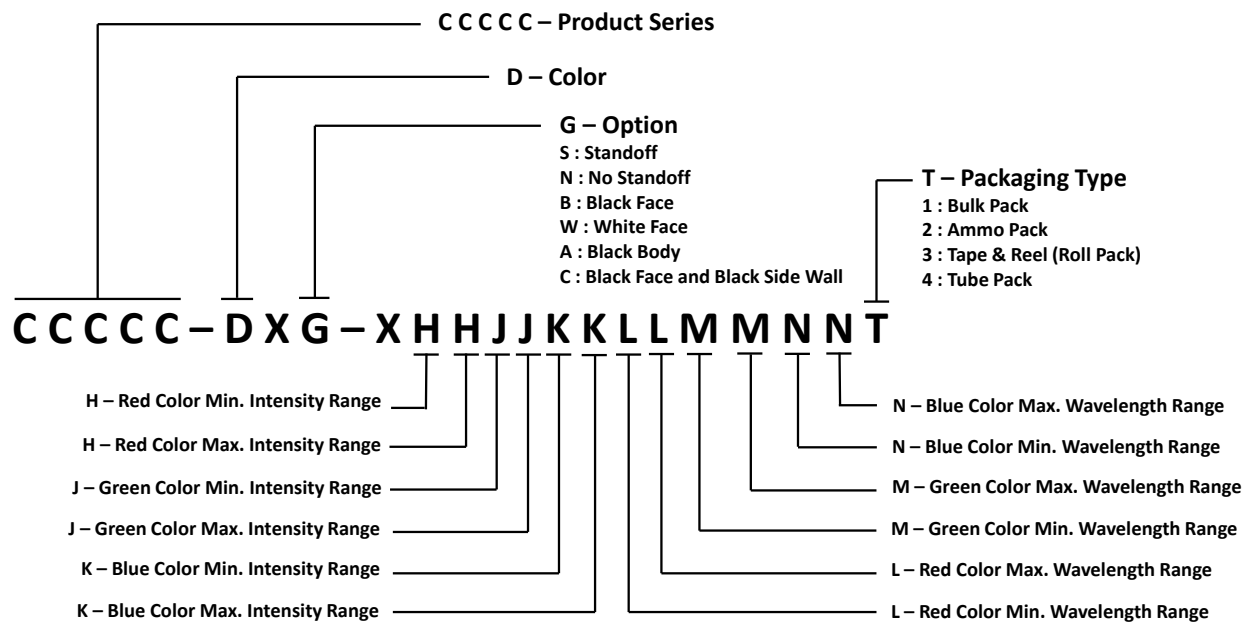 C C C C C – Product Series
D – Color
G – Option
S : Standoff
N : No Standoff
B : Black Face
W : White Face
A : Black Body
C : Black Face and Black Side Wall
T – Packaging Type
1 : Bulk Pack
2 : Ammo Pack
3 : Tape & Reel (Roll Pack)
4 : Tube Pack
C C C C C – D X G – X H H J J K K L L M M N N T
H – Red Color Min. Intensity Range
H – Red Color Max. Intensity Range
J – Green Color Min. Intensity Range
J – Green Color Max. Intensity Range
K – Blue Color Min. Intensity Range
K – Blue Color Max. Intensity Range
N – Blue Color Max. Wavelength Range
N – Blue Color Min. Wavelength Range
M – Green Color Max. Wavelength Range
M – Green Color Min. Wavelength Range
L – Red Color Max. Wavelength Range
L – Red Color Min. Wavelength Range